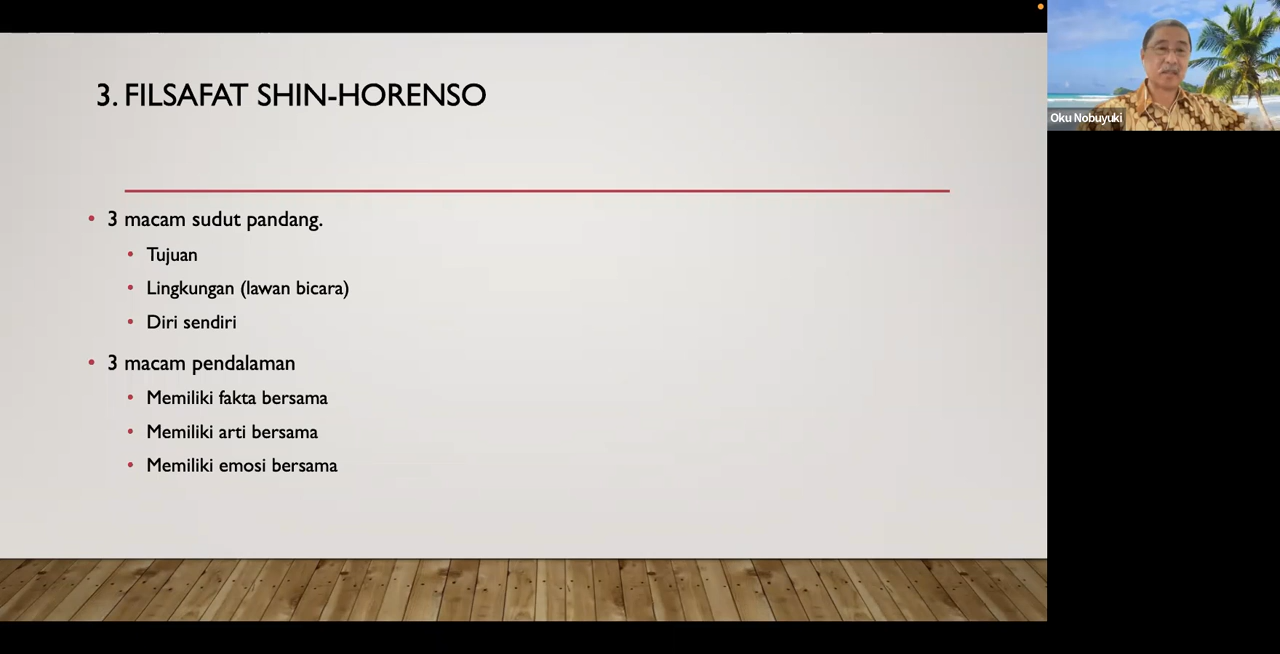 3. FILSAFAT SHIN-HORENSO
3 macam sudut pandang.
Tujuan
Lingkungan (lawan bicara)
Diri sendiri
3 macam pendalaman
Memiliki fakta bersama
Memiliki arti bersama
Memiliki emosi bersama
Oku Nobuyuki